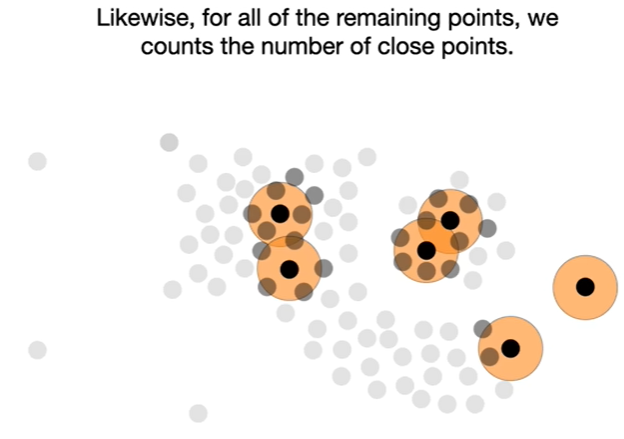 Likewise, for all of the remaining points, we
counts the number of close points.